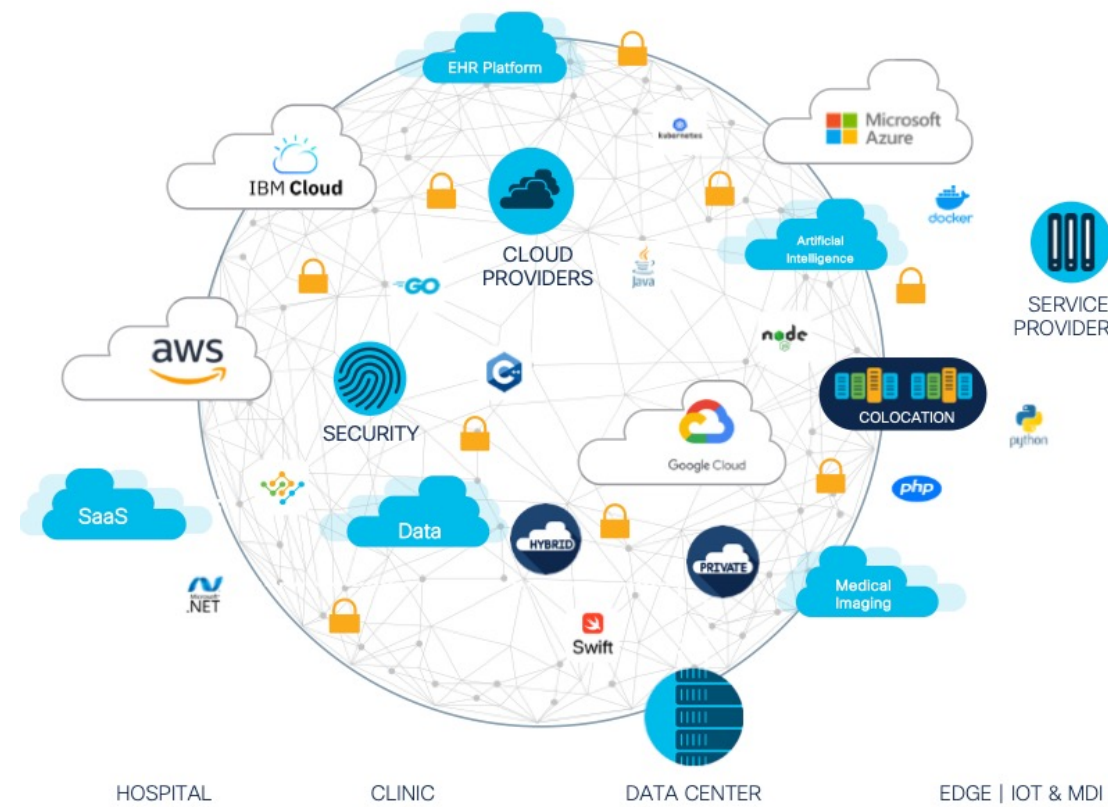 EHR Platform
kubernetes
Microsoft
Azure
IBM Cloud
docker
CLOUD
PROVIDERS
Artificial
Intelligence
Java
GO
SERVICE
PROVIDER
node
JS
aws
C++
SECURITY
COLOCATION
Google Cloud
python
php
SaaS
Data
HYBRID
PRIVATE
Microsoft
.NET
Medical
Imaging
Swift
HOSPITAL
CLINIC
DATA CENTER
EDGE | IOT & MDI